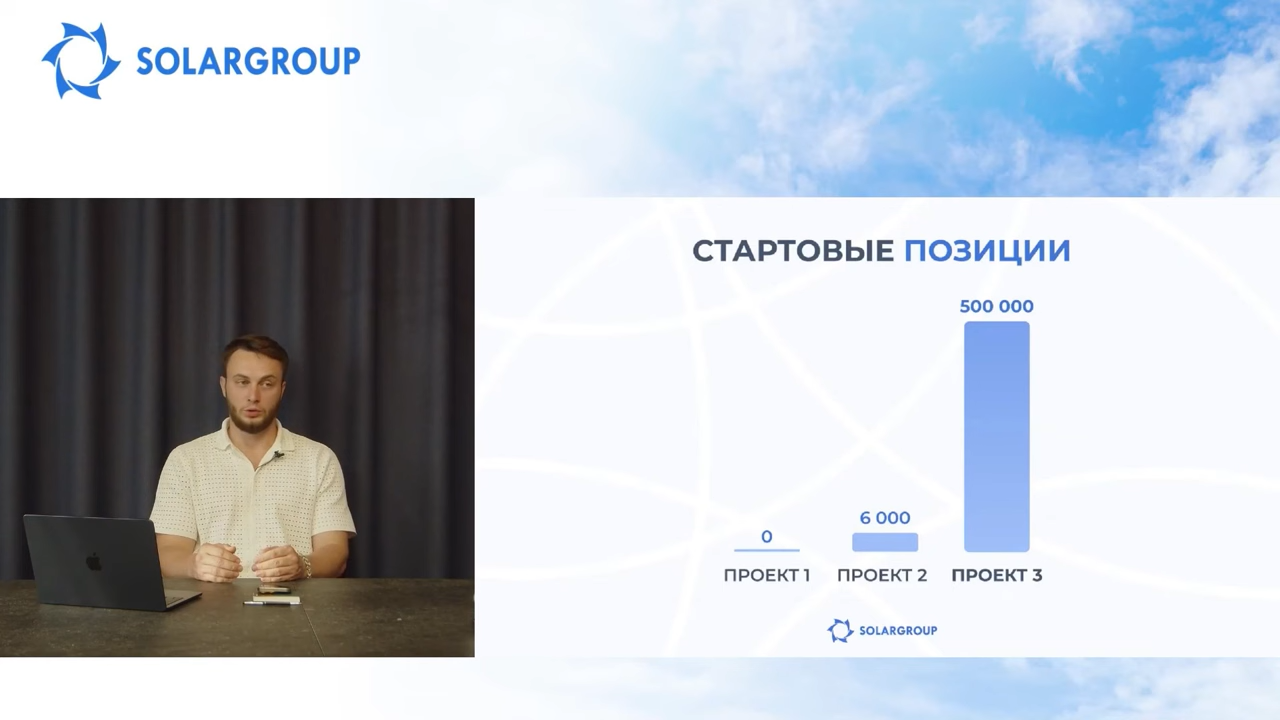 SOLARGROUP
СТАРТОВЫЕ ПОЗИЦИИ
500 000
6 000
0
ПРОЕКТ 1
ПРОЕКТ 2
ПРОЕКТ 3
SOLARGROUP